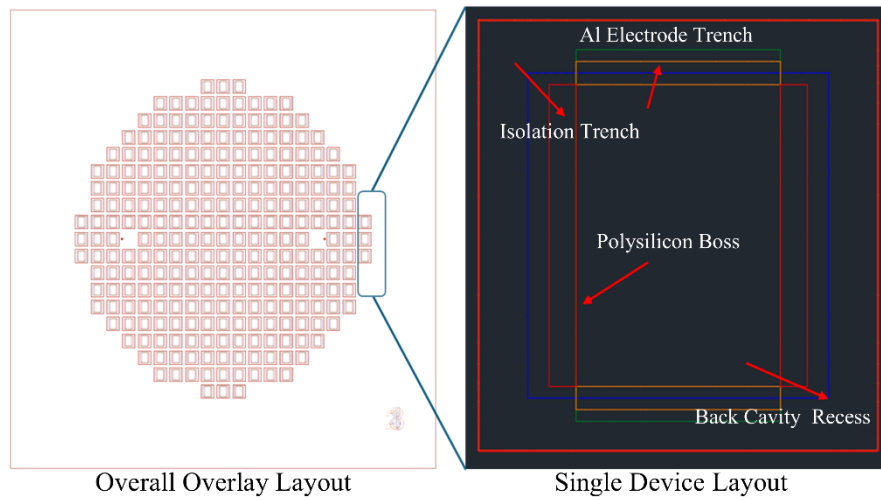 Al Electrode Trench
Isolation Trench
Polysilicon Boss
Back Cavity Recess
Overall Overlay Layout
Single Device Layout